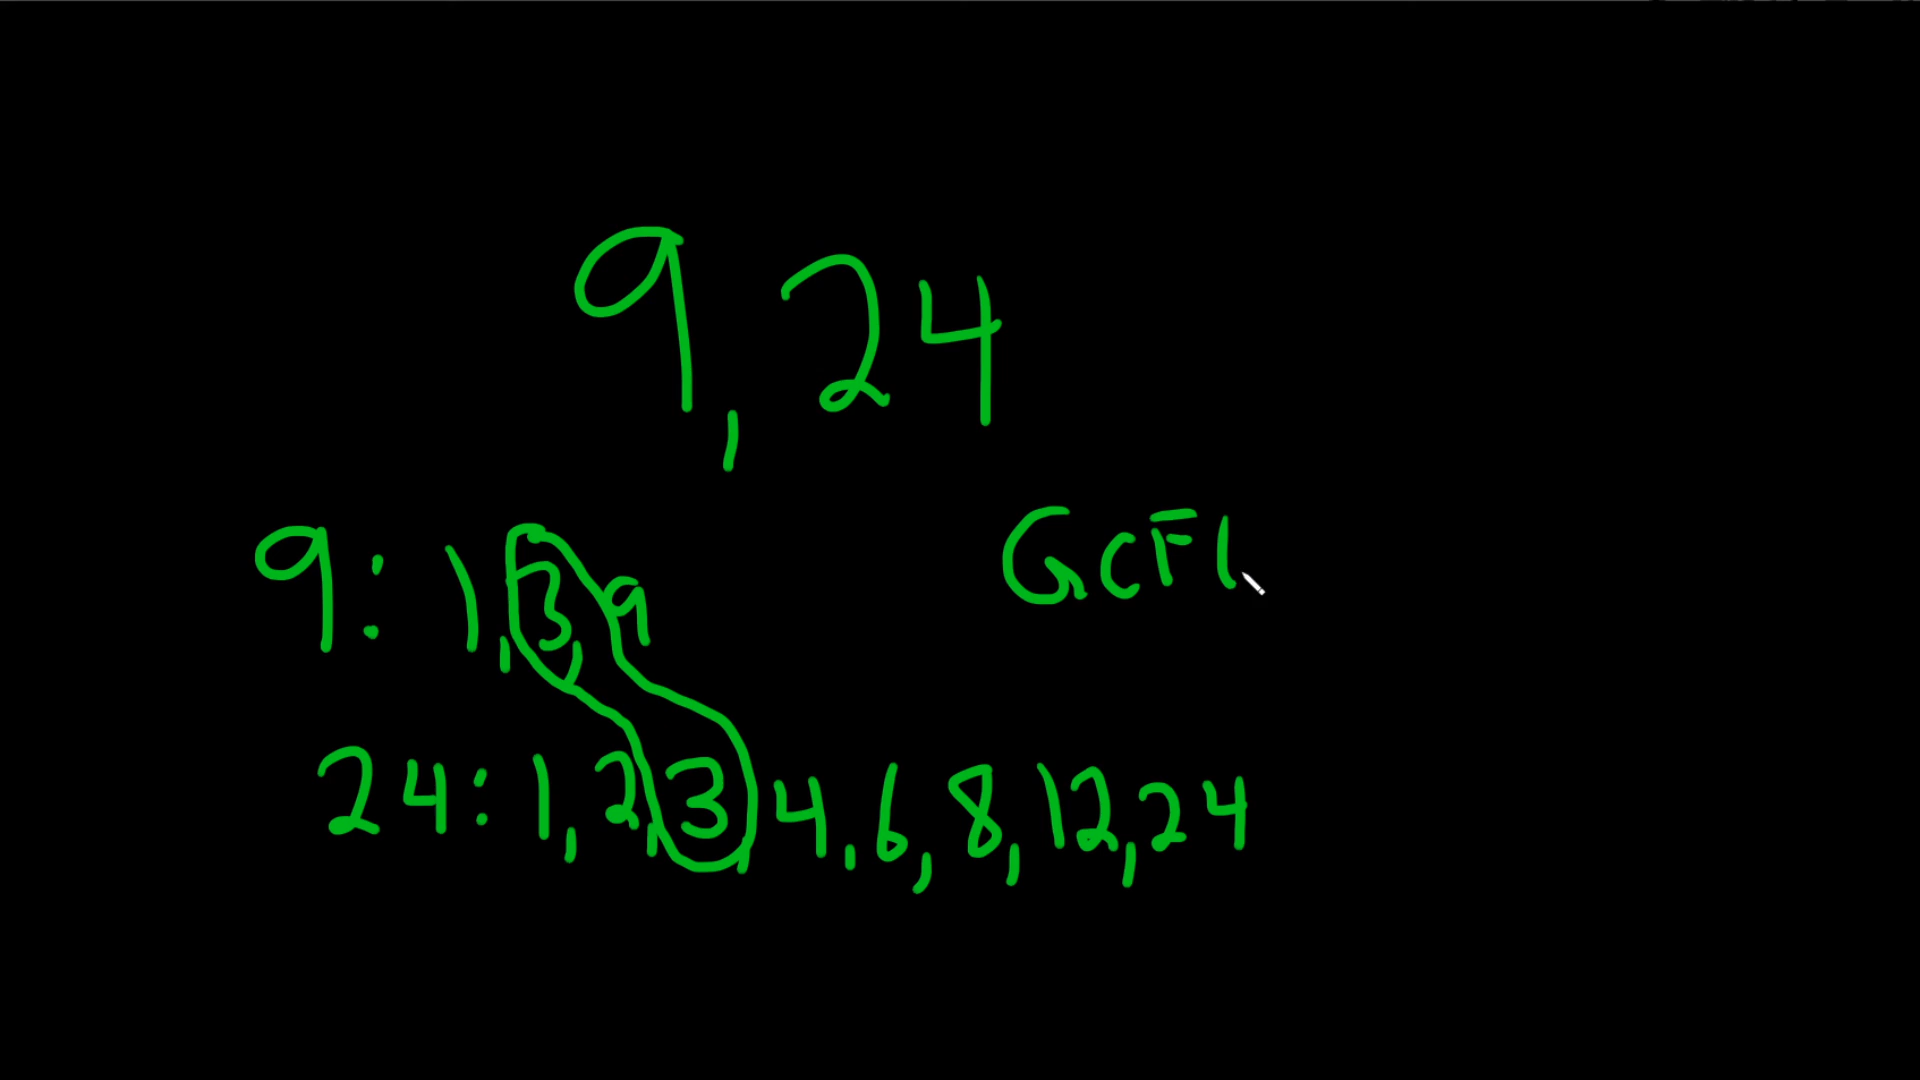 9, 24
9: 1, 3, 9
GCF(
24: 1, 2, 3, 4, 6, 8, 12, 24